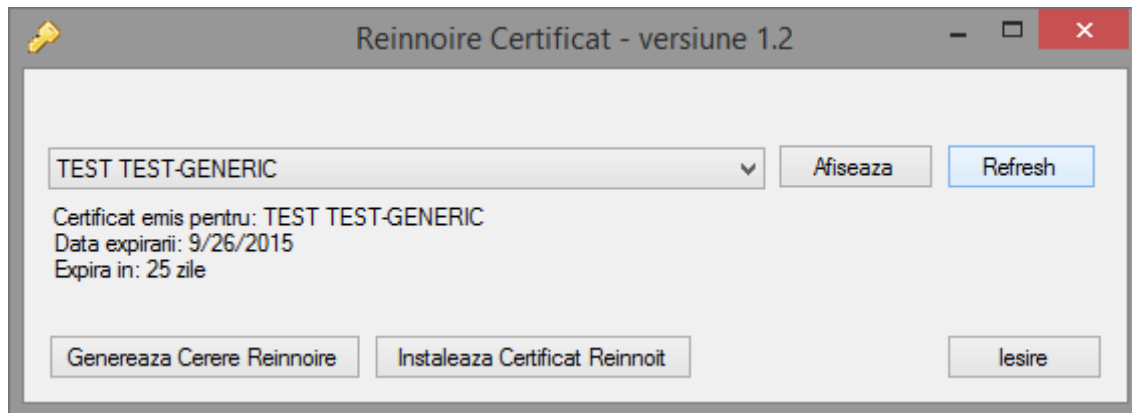 Reinnoire Certificat - versiune 1.2
TEST TEST-GENERIC
Afiseaza
Refresh
Certificat emis pentru: TEST TEST-GENERIC
Data expirarii: 9/26/2015
Expira in: 25 zile
Genereaza Cerere Reinnoire
Instaleaza Certificat Reinnoit
Iesire